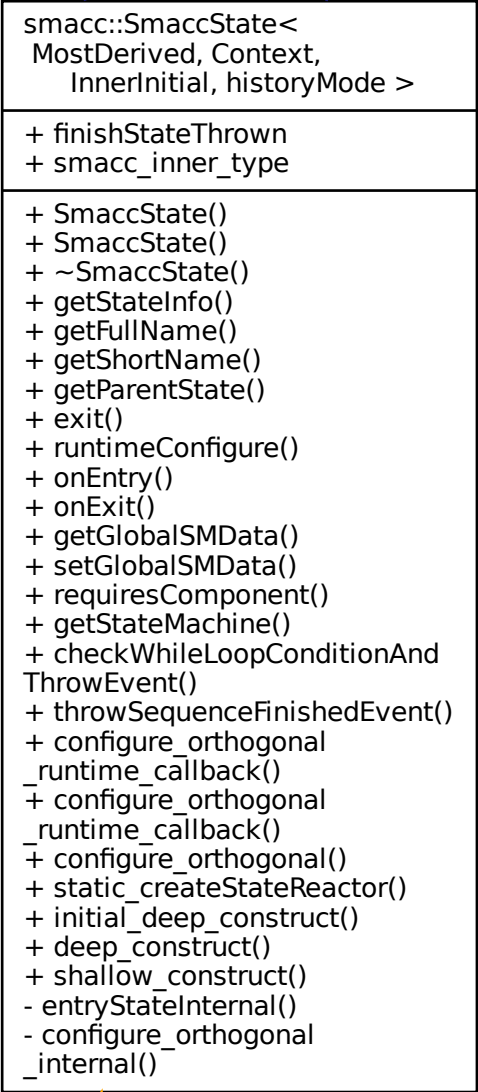 smacc::SmaccState<
MostDerived, Context,
InnerInitial, historyMode >
+ finishStateThrown
+ smacc_inner_type
+ SmaccState()
+ SmaccState()
+ ~SmaccState()
+ getStateInfo()
+ getFullName()
+ getShortName()
+ getParentState()
+ exit()
+ runtimeConfigure()
+ onEntry()
+ onExit()
+ getGlobalSMData()
+ setGlobalSMData()
+ requiresComponent()
+ getStateMachine()
+ checkWhileLoopConditionAnd
ThrowEvent()
+ throwSequenceFinishedEvent()
+ configure_orthogonal
_runtime_callback()
+ configure_orthogonal
_runtime_callback()
+ configure_orthogonal()
+ static_createStateReactor()
+ initial_deep_construct()
+ deep_construct()
+ shallow_construct()
- entryStateInternal()
- configure_orthogonal
_internal()